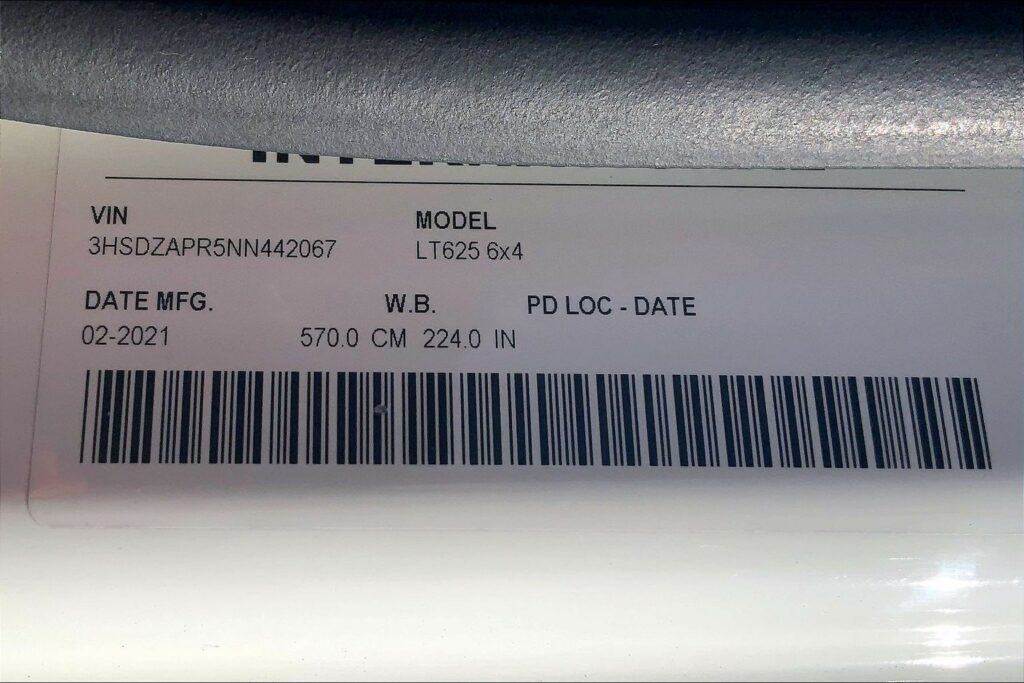 VIN MODEL
3HSDZAPR5NN442067 LT625 6x4
DATE MFG. W.B. PD LOC - DATE
02-2021 570.0 CM 224.0 IN